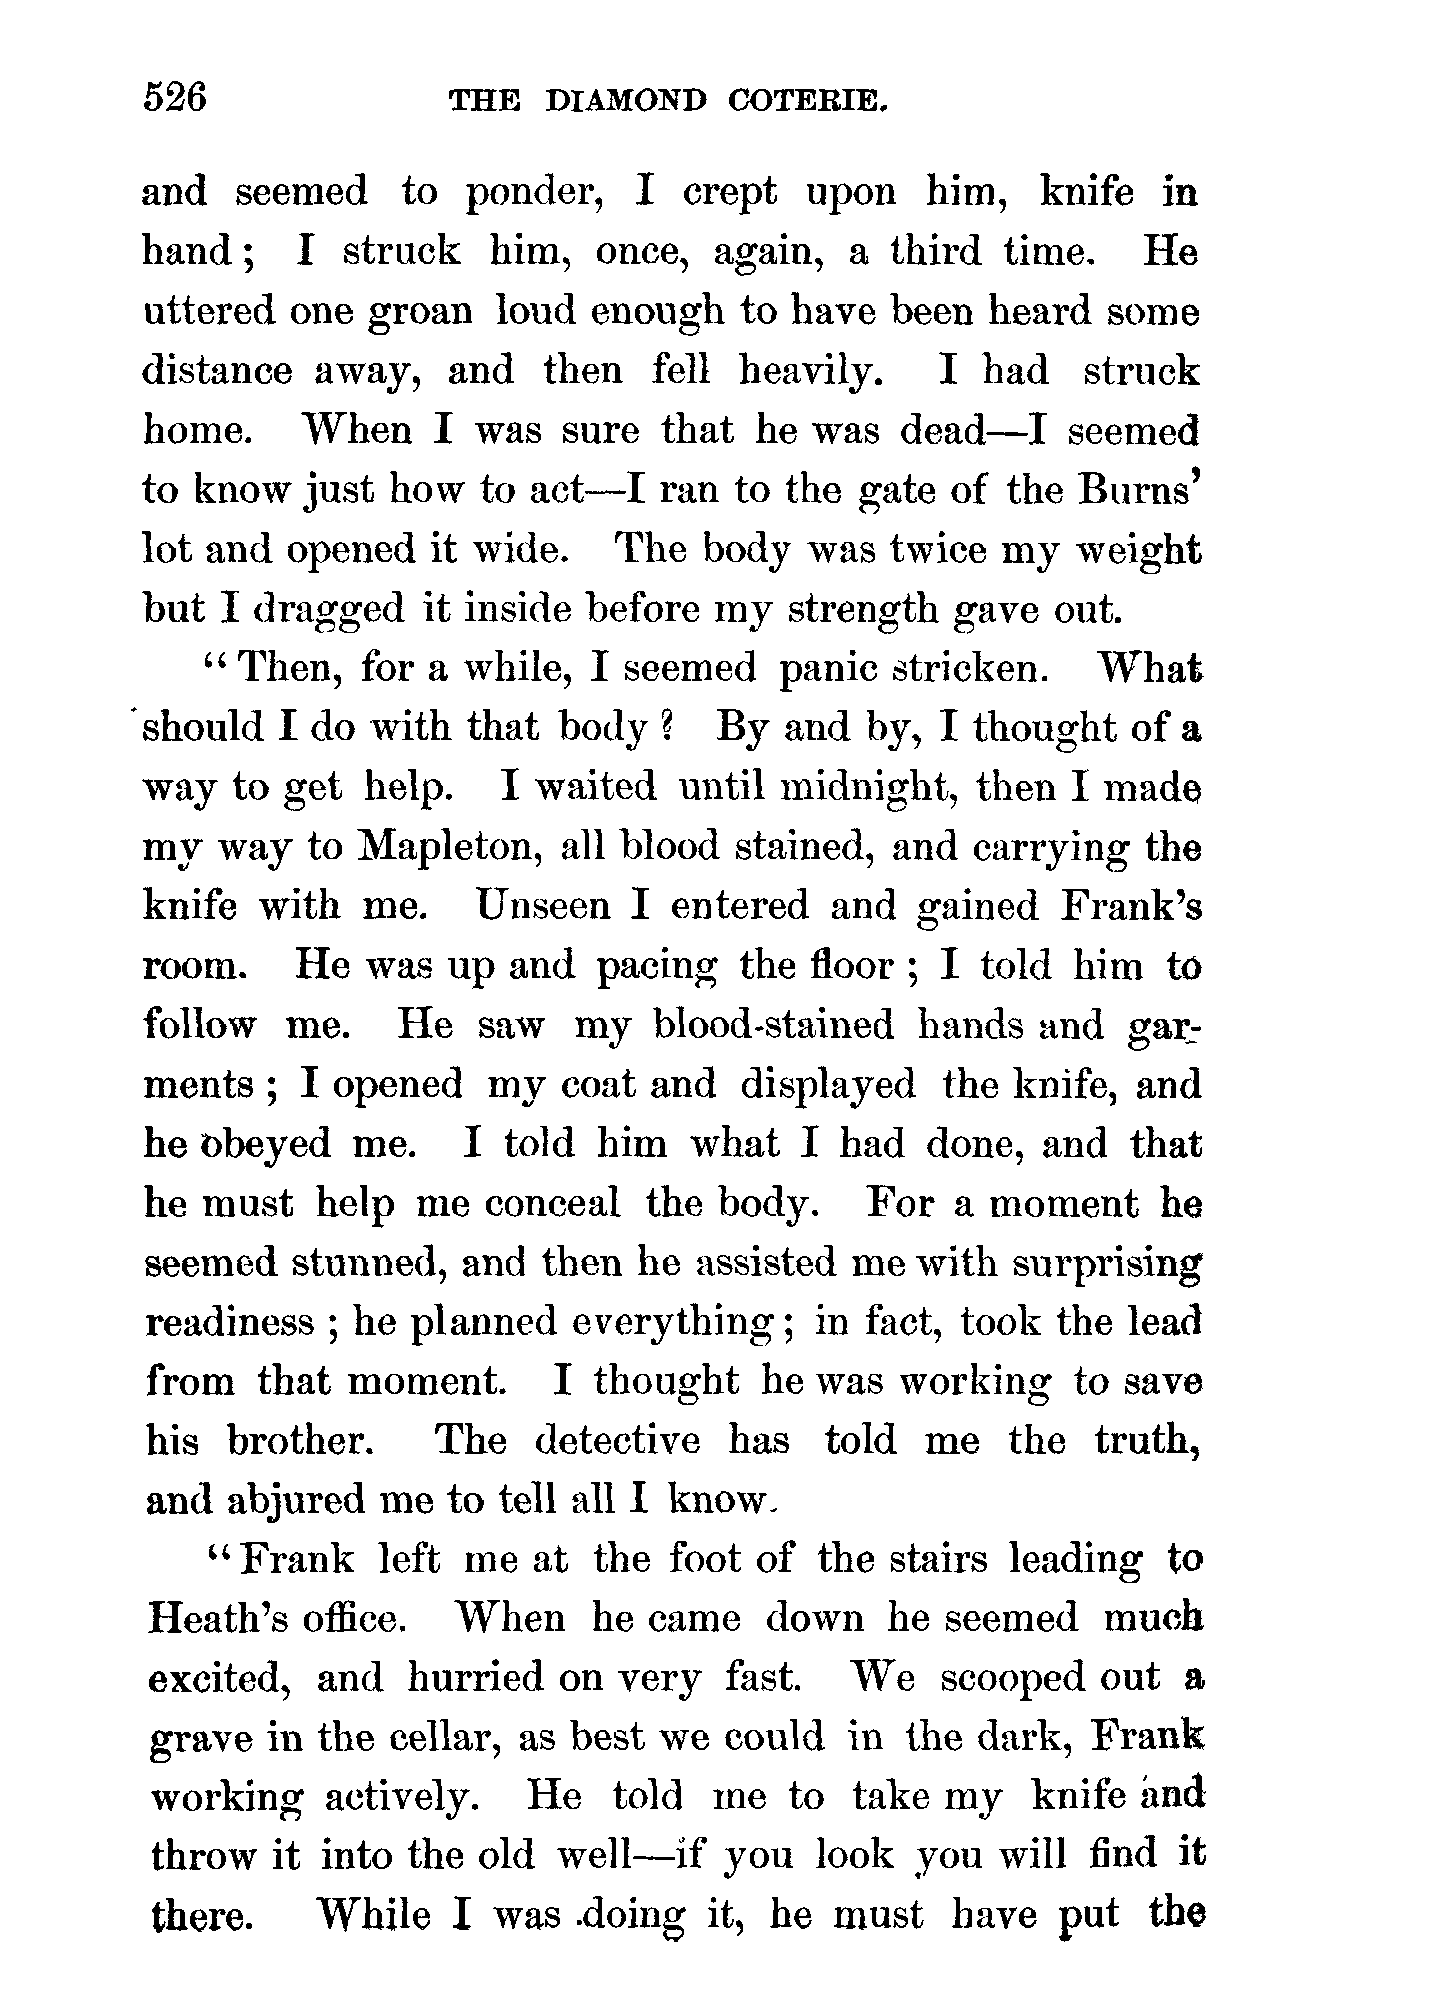 526 THE DIAMOND COTERIE.
and seemed to ponder, I crept upon him, knife in
hand; I struck him, once, again, a third time. He
uttered one groan loud enough to have been heard some
distance away, and then fell heavily. I had struck
home. When I was sure that he was dead—I seemed
to know just how to act—I ran to the gate of the Burns'
lot and opened it wide. The body was twice my weight
but I dragged it inside before my strength gave out.
"Then, for a while, I seemed panic stricken. What
should I do with that body? By and by, I thought of a
way to get help. I waited until midnight, then I made
my way to Mapleton, all blood stained, and carrying the
knife with me. Unseen I entered and gained Frank's
room. He was up and pacing the floor; I told him to
follow me. He saw my blood-stained hands and gar-
ments; I opened my coat and displayed the knife, and
he obeyed me. I told him what I had done, and that
he must help me conceal the body. For a moment he
seemed stunned, and then he assisted me with surprising
readiness; he planned everything; in fact, took the lead
from that moment. I thought he was working to save
his brother. The detective has told me the truth,
and abjured me to tell all I know.
"Frank left me at the foot of the stairs leading to
Heath's office. When he came down he seemed much
excited, and hurried on very fast. We scooped out a
grave in the cellar, as best we could in the dark, Frank
working actively. He told me to take my knife and
throw it into the old well—if you look you will find it
there. While I was doing it, he must have put the